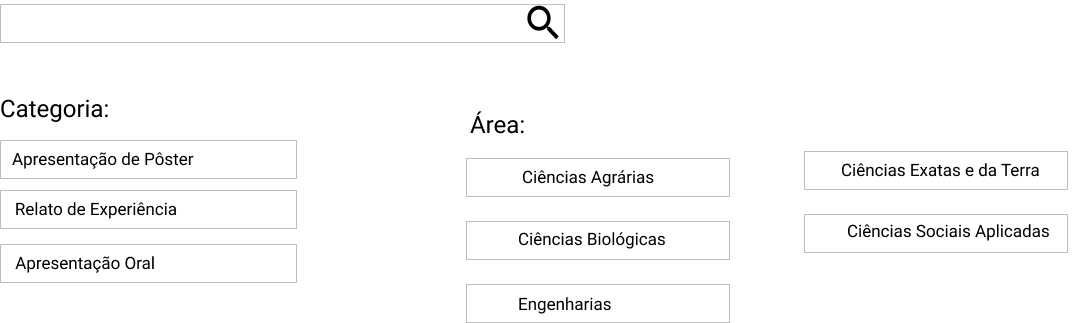 Categoria:
Apresentação de Pôster
Relato de Experiência
Apresentação Oral
Área:
Ciências Agrárias
Ciências Biológicas
Engenharias
Ciências Exatas e da Terra
Ciências Sociais Aplicadas